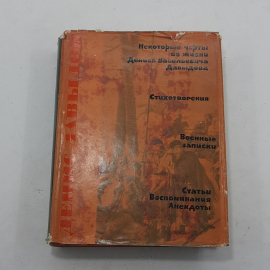 Некоторые черты
из жизни
Дениса Васильевича
Давыдова
Стихотворения
Военные
записки
Статьи
Воспоминания
Анекдоты